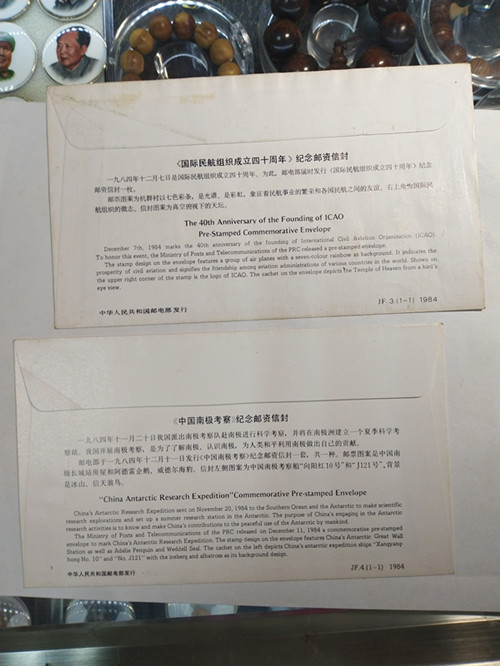 《国际民航组织成立四十周年》纪念邮资信封
一九八四年十二月七日是国际民航组织成立四十周年。为此，邮电部届时发行《国际民航组织成立四十周年》纪念
邮资信封一枚。
邮票图案为机群衬以七色彩条，是光谱、是彩虹，象征着民航事业的繁荣和各国民航之间的友谊。右上角为国际民
航组织的徽志。信封图案为高空俯视下的天坛。
The 40th Anniversary of the Founding of ICAO
Pre-Stamped Commemorative Envelope
December 7th, 1984 marks the 40th anniversary of the founding of International Civil Aviation Organization (ICAO).
To honor this event, the Ministry of Posts and Telecommunications of the PRC released a pre-stamped envelope.
The stamp design on the envelope features a group of air planes with a seven-colour rainbow as background. It indicates the
prosperity of civil aviation and signifies the friendship among aviation administrations of various countries in the world. Shown on
the upper right corner of the stamp is the logo of ICAO. The cachet on the envelope depicts the Temple of Heaven from a bird's
eye view.
中华人民共和国邮电部发行
JF.3(1-1) 1984
《中国南极考察》纪念邮资信封
一九八四年十一月二十日我国派出南极考察队赴南极进行科学考察，并将在南极洲建立一个夏季科学考
察站。我国开展南极考察，是为了了解南极、认识南极，为人类和平利用南极做出自己的贡献。
邮电部于一九八四年十二月十一日发行《中国南极考察》纪念邮资信封一套，共一种。邮票图案是中国南
极长城站房屋和阿德雷企鹅、威德尔海豹。信封左侧图案为中国南极考察船“向阳红10号”和“J121号”，背景
是冰山、信天翁鸟。
"China Antarctic Research Expedition" Commemorative Pre-stamped Envelope
China's Antarctic Research Expedition sent on November 20, 1984 to the Southern Ocean and the Antarctic to make scientific
research explorations and set up a summer research station in the Antarctic. The purpose of China's engaging in the Antarctic
research activities is to know and make China's contributions to the peaceful use of the Antarctic by mankind.
The Ministry of Posts and Telecommunications of the PRC released on December 11, 1984 a commemorative pre-stamped
envelope to mark China's Antarctic Research Expedition. The stamp design on the envelope features China's Antarctic Great Wall
Station as well as Adelie Penguin and Weddell Seal. The cachet on the left depicts China's antarctic expedition ships "Xiangyang
hong No. 10" and "No. J121" with the iceberg and albatross as its background design.
中华人民共和国邮电部发行
JF.4(1-1) 1984